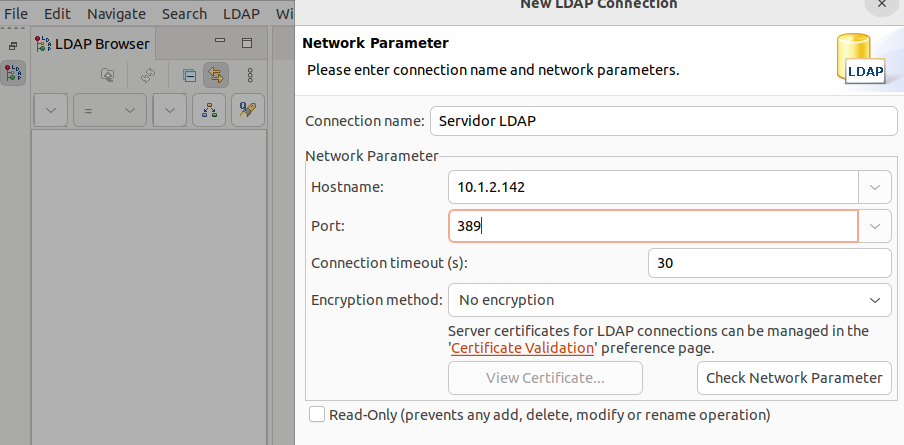 File Edit Navigate Search LDAP Wi
New LDAP Connection
LDAP Browser
=
Network Parameter
Please enter connection name and network parameters.
LDAP
Connection name: Servidor LDAP
Network Parameter
Hostname: 10.1.2.142
Port: 389
Connection timeout (s): 30
Encryption method: No encryption
Server certificates for LDAP connections can be managed in the
'Certificate Validation' preference page.
View Certificate... Check Network Parameter
Read-Only (prevents any add, delete, modify or rename operation)